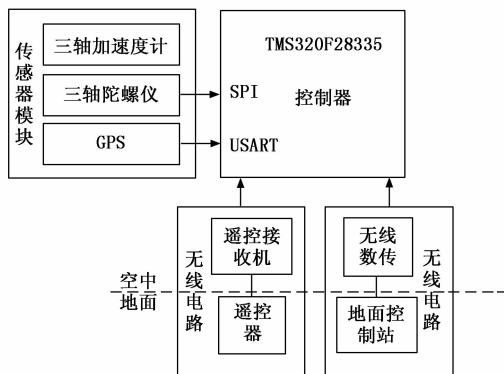 传感器模块
三轴加速度计
三轴陀螺仪
GPS
TMS320F28335
控制器
SPI
USART
无线电路
遥控接
收机
遥控
器
无线
数传
地面控
制站
无线电路
空中
地面